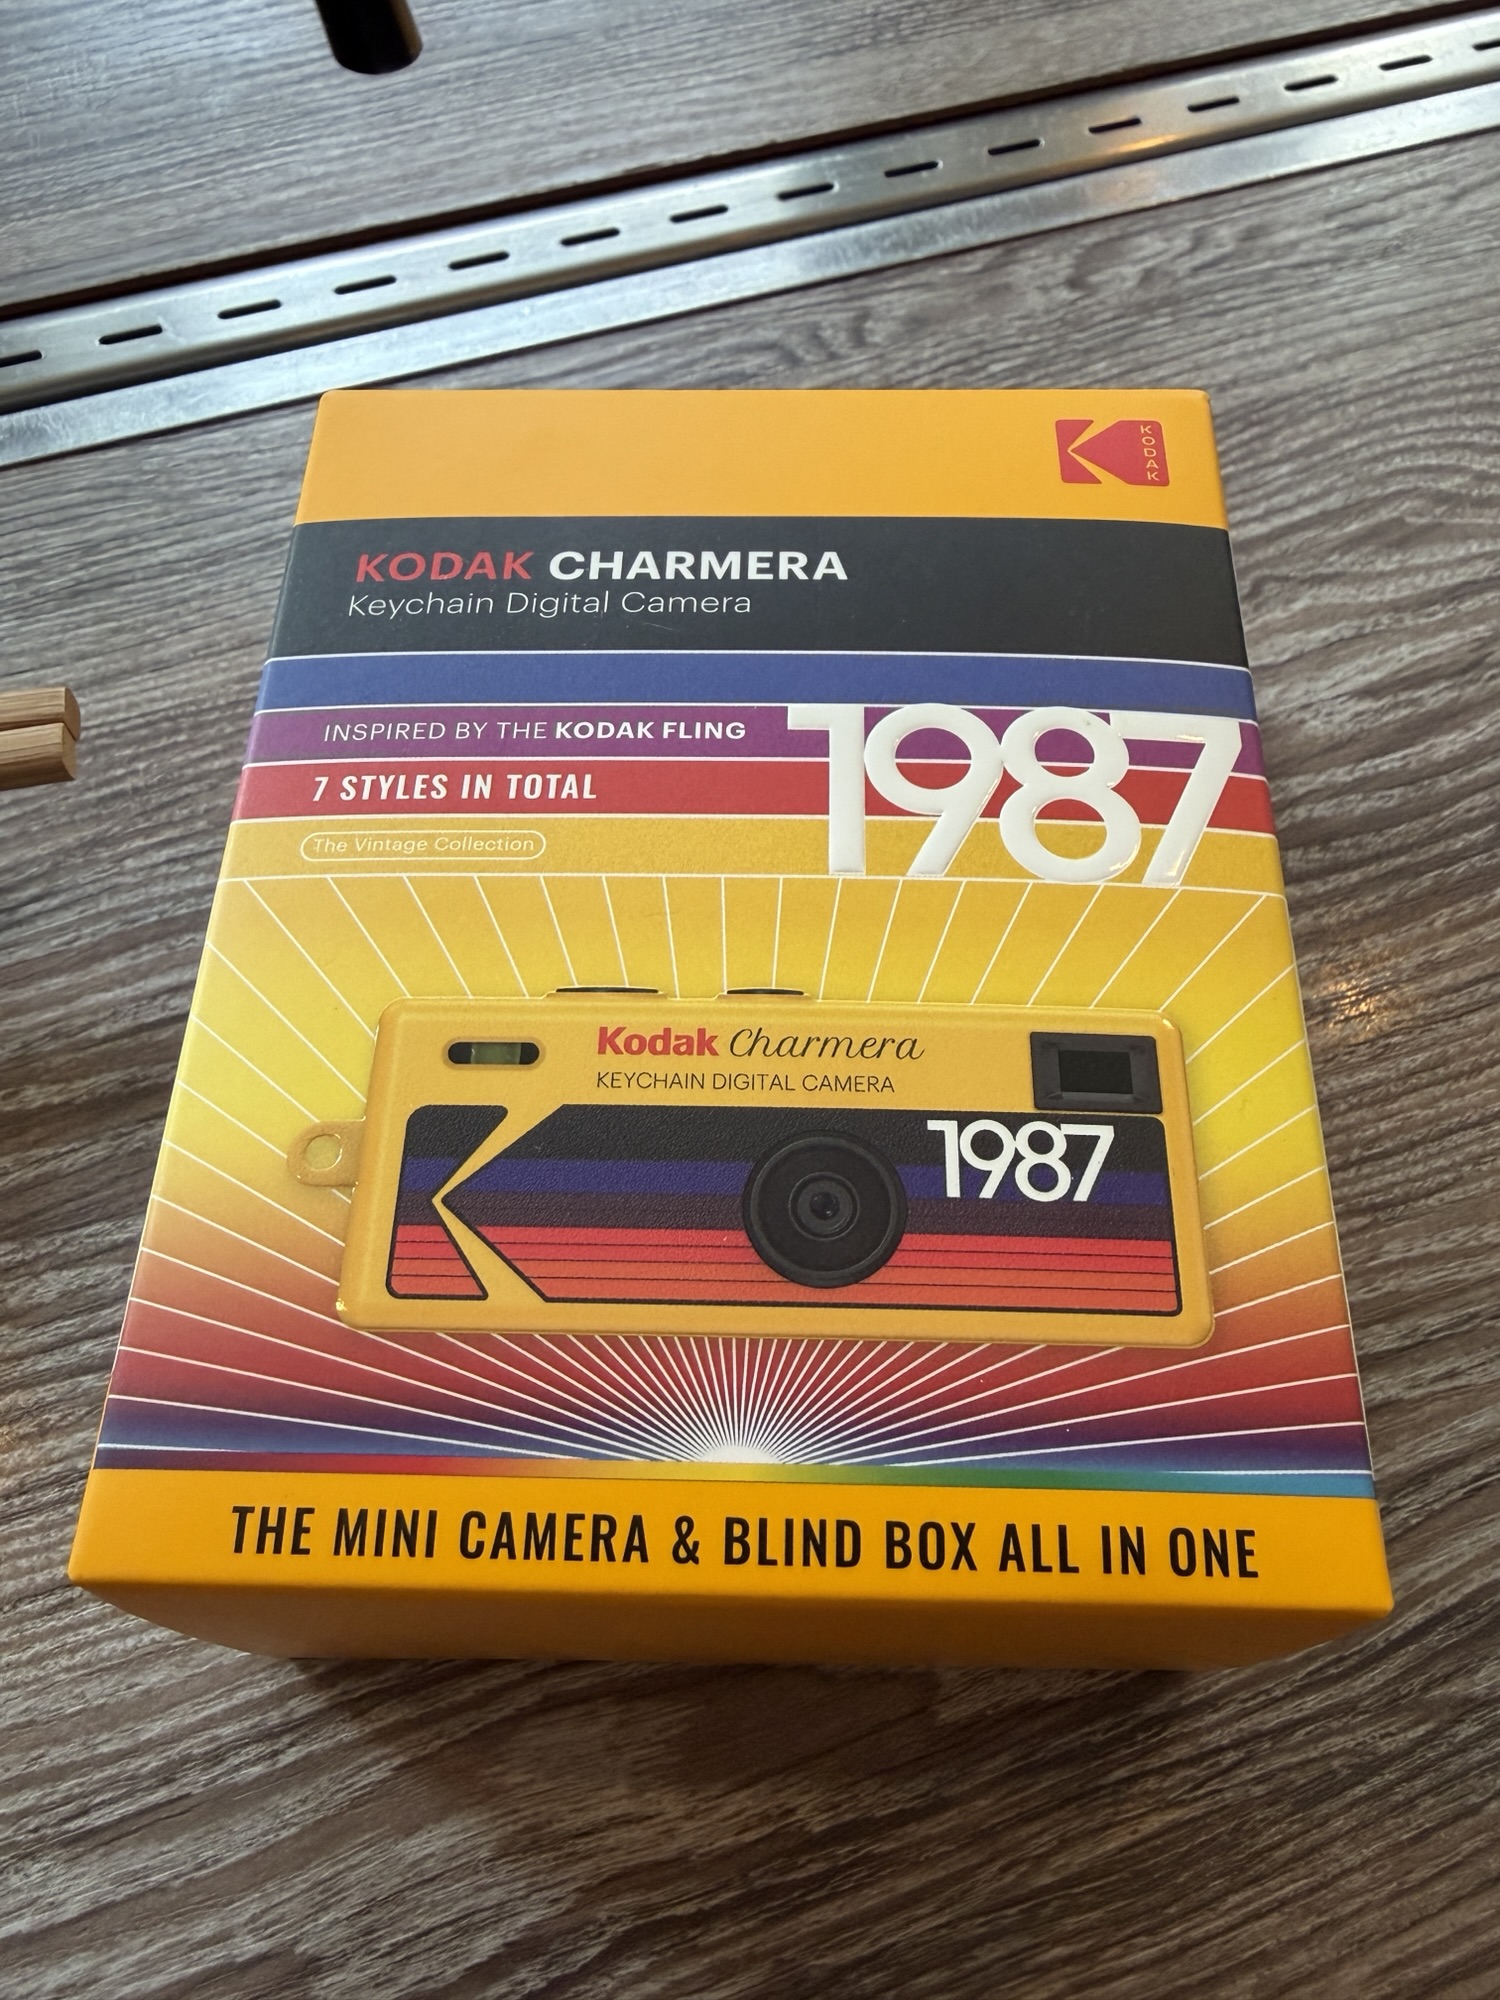 KODAK
KODAK CHARMERA
Keychain Digital Camera
INSPIRED BY THE KODAK FLING
1987
7 STYLES IN TOTAL
The Vintage Collection
Kodak Charmera
KEYCHAIN DIGITAL CAMERA
1987
THE MINI CAMERA & BLIND BOX ALL IN ONE